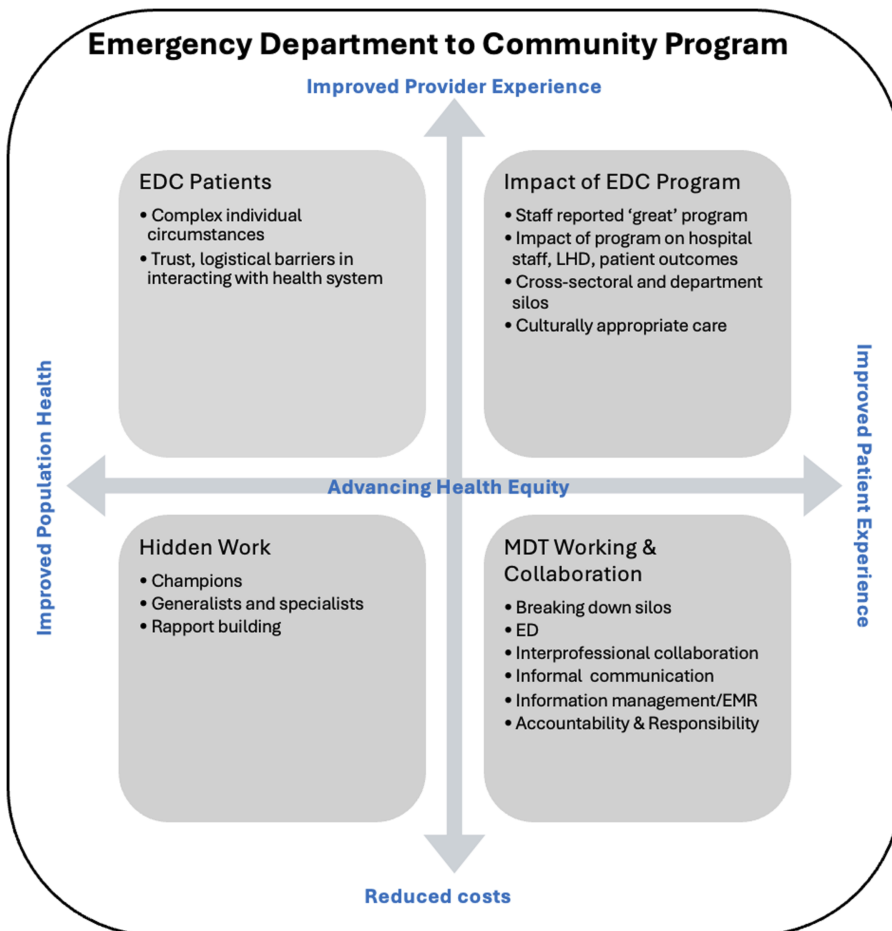 Emergency Department to Community Program
Improved Provider Experience
EDC Patients
• Complex individual
circumstances
• Trust, logistical barriers in
interacting with health system
Impact of EDC Program
• Staff reported ‘great’ program
• Impact of program on hospital
staff, LHD, patient outcomes
• Cross-sectoral and department
silos
• Culturally appropriate care
Improved Population Health
Advancing Health Equity
Improved Patient Experience
Hidden Work
• Champions
• Generalists and specialists
• Rapport building
MDT Working &
Collaboration
• Breaking down silos
• ED
• Interprofessional collaboration
• Informal communication
• Information management/EMR
• Accountability & Responsibility
Reduced costs